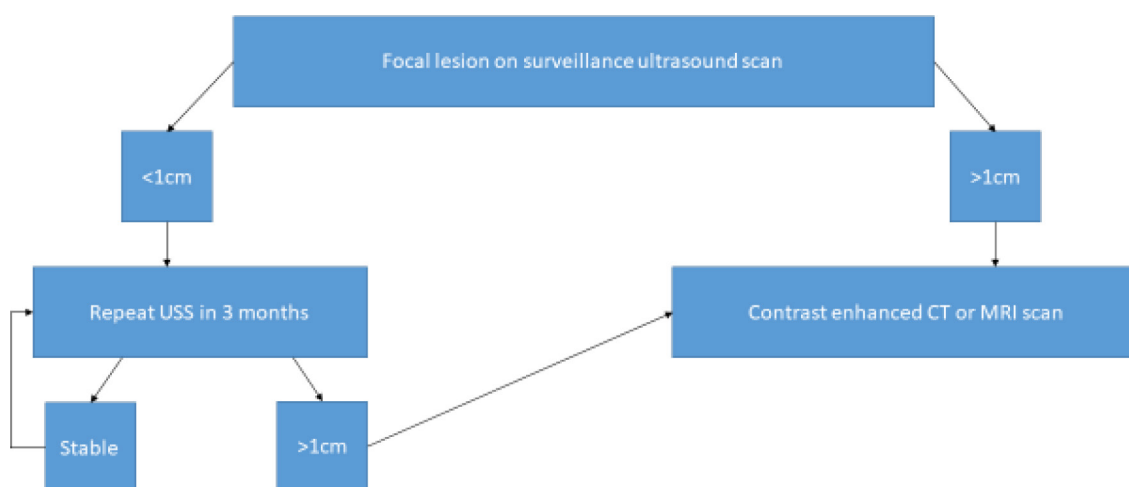 Focal lesion on surveillance ultrasound scan
<1cm
>1cm
Repeat USS in 3 months
Contrast enhanced CT or MRI scan
Stable
>1cm